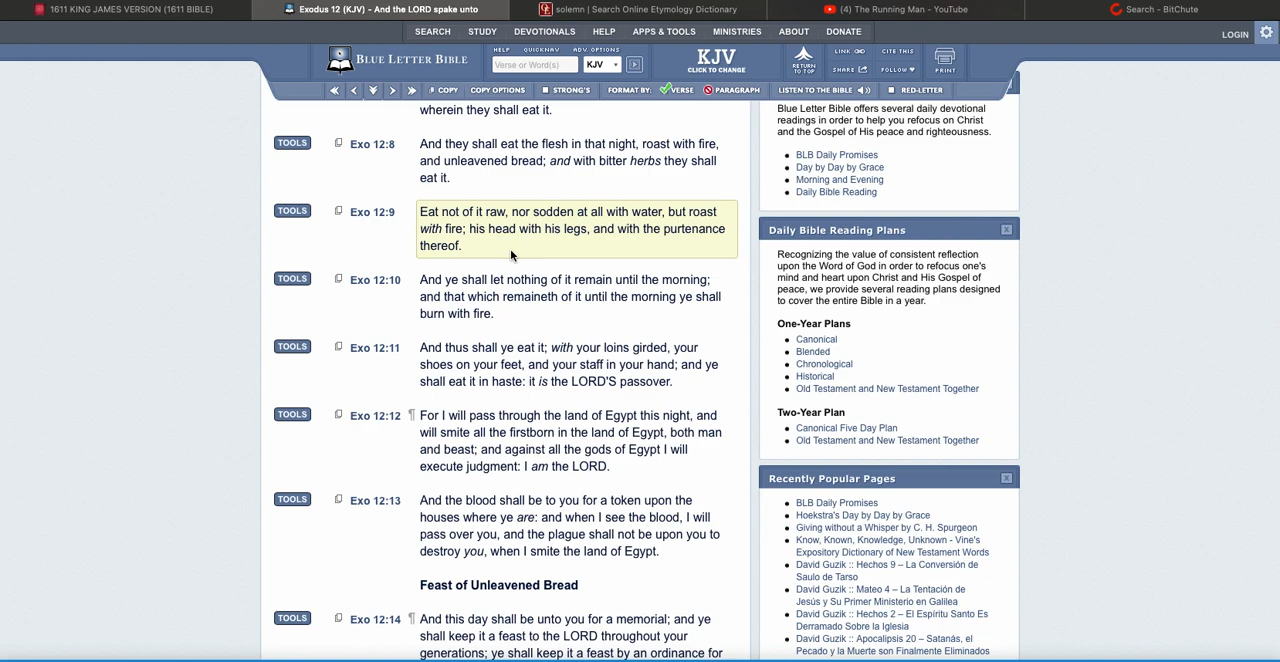 1611 KING JAMES VERSION (1611 BIBLE)
Exodus 12 (KJV) - And the LORD spake unto
solemn | Search Online Etymology Dictionary
(4) The Running Man - YouTube
Search - BitChute
SEARCH STUDY DEVOTIONALS HELP APPS & TOOLS MINISTRIES ABOUT DONATE
LOGIN
BLUE LETTER BIBLE
HELP QUICKNAV ADV. OPTIONS
Verse or Word(s) KJV
KJV
CLICK TO CHANGE
RETURN TO TOP
LINK
CITE THIS
SHARE
FOLLOW
PRINT
COPY COPY OPTIONS STRONG'S FORMAT BY: VERSE PARAGRAPH LISTEN TO THE BIBLE RED-LETTER
wherein they shall eat it.
TOOLS Exo 12:8 And they shall eat the flesh in that night, roast with fire,
and unleavened bread; and with bitter herbs they shall
eat it.
TOOLS Exo 12:9 Eat not of it raw, nor sodden at all with water, but roast
with fire; his head with his legs, and with the purtenance
thereof.
TOOLS Exo 12:10 And ye shall let nothing of it remain until the morning;
and that which remaineth of it until the morning ye shall
burn with fire.
TOOLS Exo 12:11 And thus shall ye eat it; with your loins girded, your
shoes on your feet, and your staff in your hand; and ye
shall eat it in haste: it is the LORD'S passover.
TOOLS Exo 12:12 ¶ For I will pass through the land of Egypt this night, and
will smite all the firstborn in the land of Egypt, both man
and beast; and against all the gods of Egypt I will
execute judgment: I am the LORD.
TOOLS Exo 12:13 And the blood shall be to you for a token upon the
houses where ye are: and when I see the blood, I will
pass over you, and the plague shall not be upon you to
destroy you, when I smite the land of Egypt.
Feast of Unleavened Bread
TOOLS Exo 12:14 ¶ And this day shall be unto you for a memorial; and ye
shall keep it a feast to the LORD throughout your
generations; ye shall keep it a feast by an ordinance for
Blue Letter Bible offers several daily devotional
readings in order to help you refocus on Christ
and the Gospel of His peace and righteousness.
BLB Daily Promises
Day by Day by Grace
Morning and Evening
Daily Bible Reading
Daily Bible Reading Plans
Recognizing the value of consistent reflection
upon the Word of God in order to refocus one's
mind and heart upon Christ and His Gospel of
peace, we provide several reading plans designed
to cover the entire Bible in a year.
One-Year Plans
Canonical
Blended
Chronological
Historical
Old Testament and New Testament Together
Two-Year Plan
Canonical Five Day Plan
Old Testament and New Testament Together
Recently Popular Pages
BLB Daily Promises
Hoekstra's Day by Day by Grace
Giving without a Whisper by C. H. Spurgeon
Know, Known, Knowledge, Unknown - Vine's
Expository Dictionary of New Testament Words
David Guzik :: Hechos 9 – La Conversión de
Saulo de Tarso
David Guzik :: Mateo 4 – La Tentación de
Jesús y Su Primer Ministerio en Galilea
David Guzik :: Hechos 2 – El Espíritu Santo Es
Derramado Sobre la Iglesia
David Guzik :: Apocalipsis 20 – Satanás, el
Pecado y la Muerte son Finalmente Eliminados